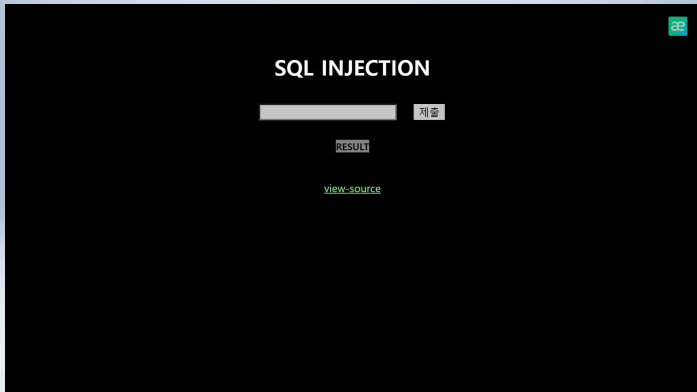 æ
SQL INJECTION
제출
RESULT
view-source